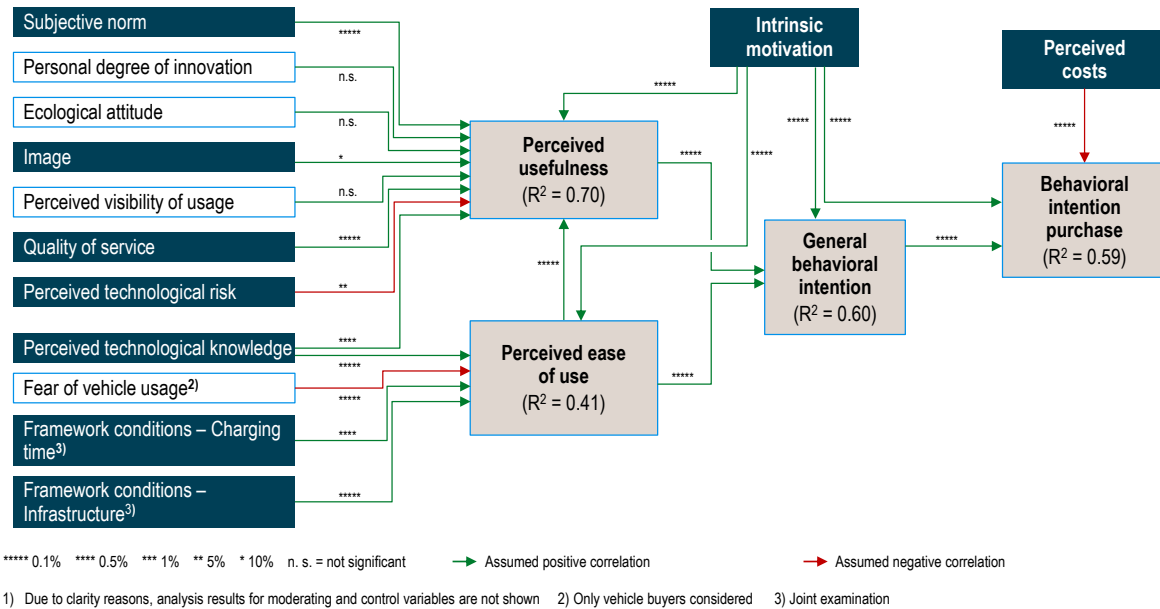 Subjective norm
*****
Personal degree of innovation
n.s.
Ecological attitude
n.s.
Image
*
Perceived visibility of usage
n.s.
Quality of service
*****
Perceived technological risk
**
Perceived technological knowledge
****
*****
Fear of vehicle usage2)
*****
Framework conditions – Charging
time3)
****
Framework conditions –
Infrastructure3)
*****
Perceived
usefulness
(R2 = 0.70)
*****
Perceived ease
of use
(R2 = 0.41)
*****
*****
Intrinsic
motivation
*****
*****
*****
*****
General
behavioral
intention
(R2 = 0.60)
*****
Perceived
costs
*****
Behavioral
intention
purchase
(R2 = 0.59)
***** 0.1% **** 0.5% *** 1% ** 5% * 10% n. s. = not significant Assumed positive correlation Assumed negative correlation
1) Due to clarity reasons, analysis results for moderating and control variables are not shown 2) Only vehicle buyers considered 3) Joint examination